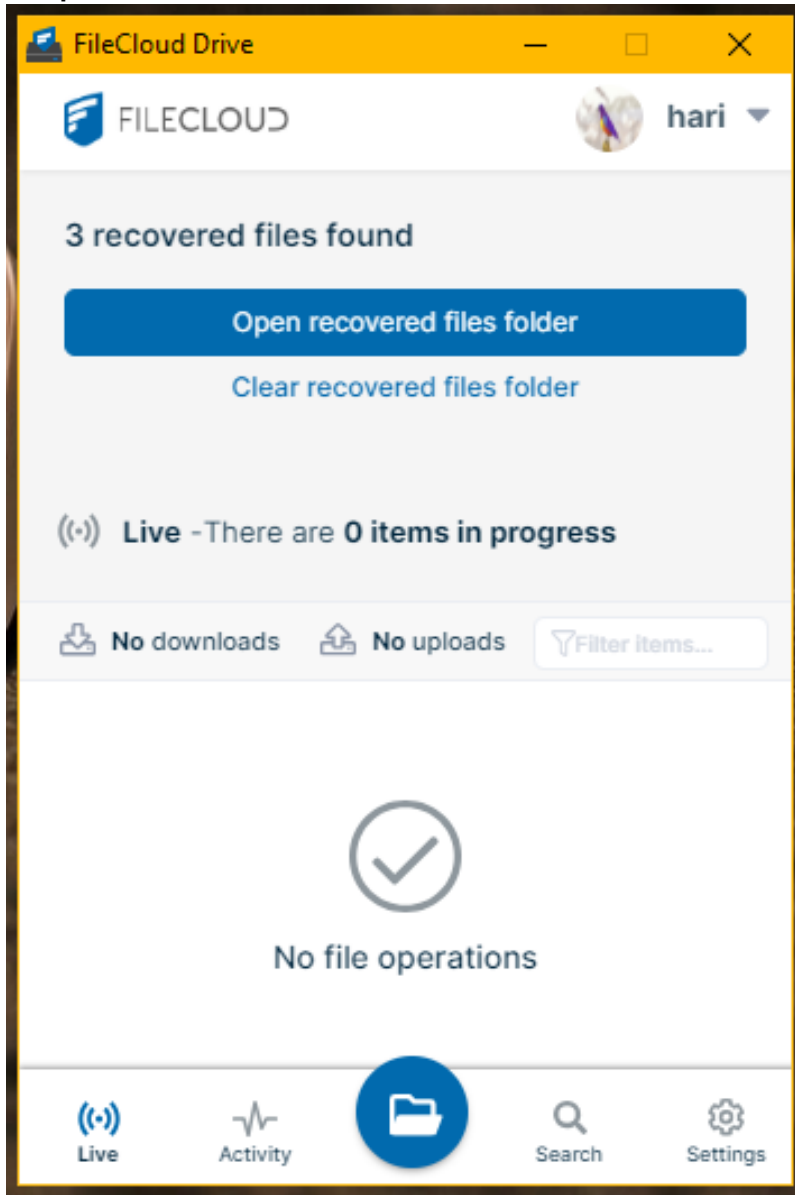 FileCloud Drive
FILECLOUD
hari
3 recovered files found
Open recovered files folder
Clear recovered files folder
Live -There are 0 items in progress
No downloads No uploads Filter items...
No file operations
Live Activity Search Settings